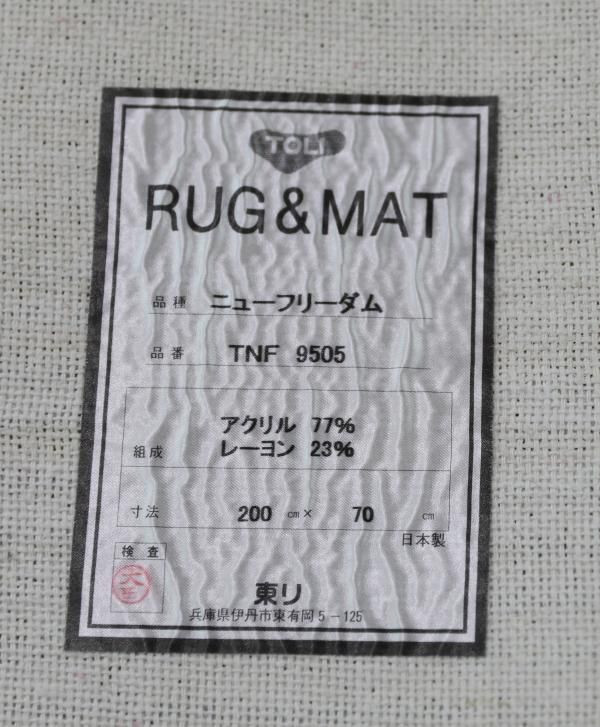 TOLI
RUG&MAT
品種 ニューフリーダム
品番 TNF 9505
アクリル 77%
組成 レーヨン 23%
寸法 200 cm× 70 cm
日本製
検査
東リ
兵庫県伊丹市東有岡5-125